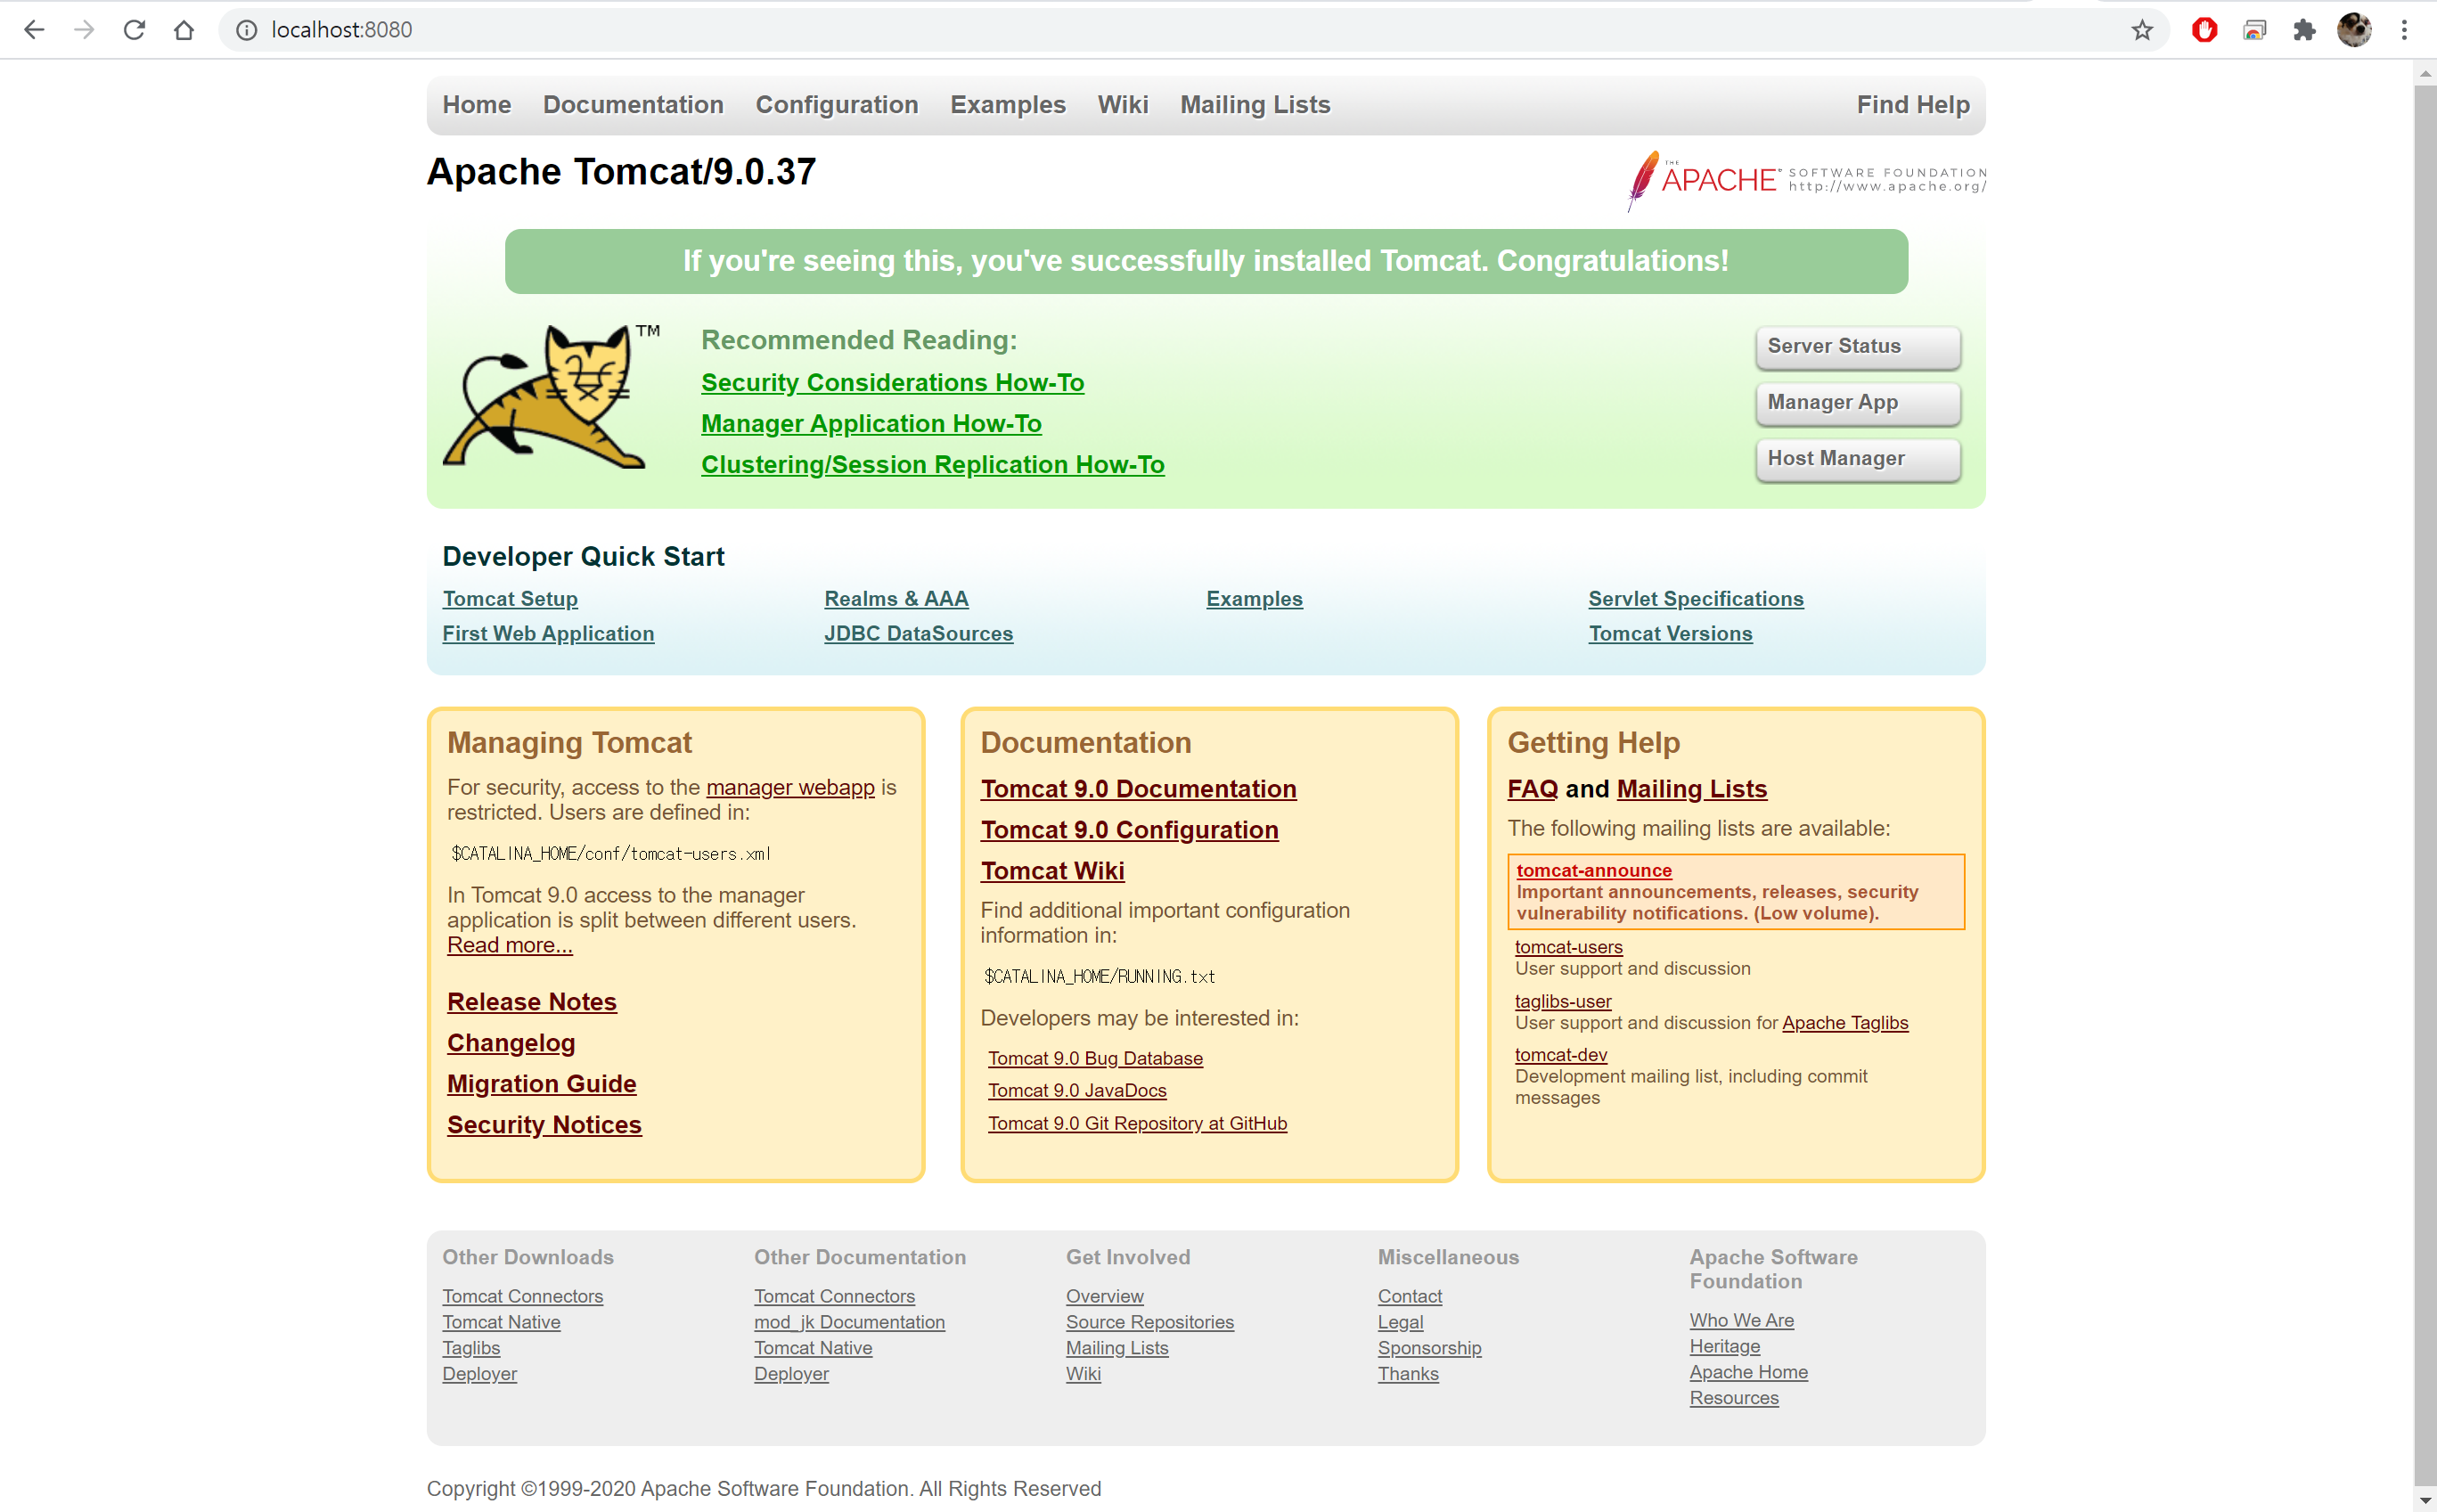 localhost:8080
Home Documentation Configuration Examples Wiki Mailing Lists Find Help
Apache Tomcat/9.0.37
THE APACHE® SOFTWARE FOUNDATION
http://www.apache.org/
If you're seeing this, you've successfully installed Tomcat. Congratulations!
TM
Recommended Reading:
Security Considerations How-To
Manager Application How-To
Clustering/Session Replication How-To
Server Status
Manager App
Host Manager
Developer Quick Start
Tomcat Setup
First Web Application
Realms & AAA
JDBC DataSources
Examples
Servlet Specifications
Tomcat Versions
Managing Tomcat
For security, access to the manager webapp is
restricted. Users are defined in:
$CATALINA_HOME/conf/tomcat-users.xml
In Tomcat 9.0 access to the manager
application is split between different users.
Read more...
Release Notes
Changelog
Migration Guide
Security Notices
Documentation
Tomcat 9.0 Documentation
Tomcat 9.0 Configuration
Tomcat Wiki
Find additional important configuration
information in:
$CATALINA_HOME/RUNNING.txt
Developers may be interested in:
Tomcat 9.0 Bug Database
Tomcat 9.0 JavaDocs
Tomcat 9.0 Git Repository at GitHub
Getting Help
FAQ and Mailing Lists
The following mailing lists are available:
tomcat-announce
Important announcements, releases, security
vulnerability notifications. (Low volume).
tomcat-users
User support and discussion
taglibs-user
User support and discussion for Apache Taglibs
tomcat-dev
Development mailing list, including commit
messages
Other Downloads
Tomcat Connectors
Tomcat Native
Taglibs
Deployer
Other Documentation
Tomcat Connectors
mod_jk Documentation
Tomcat Native
Deployer
Get Involved
Overview
Source Repositories
Mailing Lists
Wiki
Miscellaneous
Contact
Legal
Sponsorship
Thanks
Apache Software
Foundation
Who We Are
Heritage
Apache Home
Resources
Copyright ©1999-2020 Apache Software Foundation. All Rights Reserved